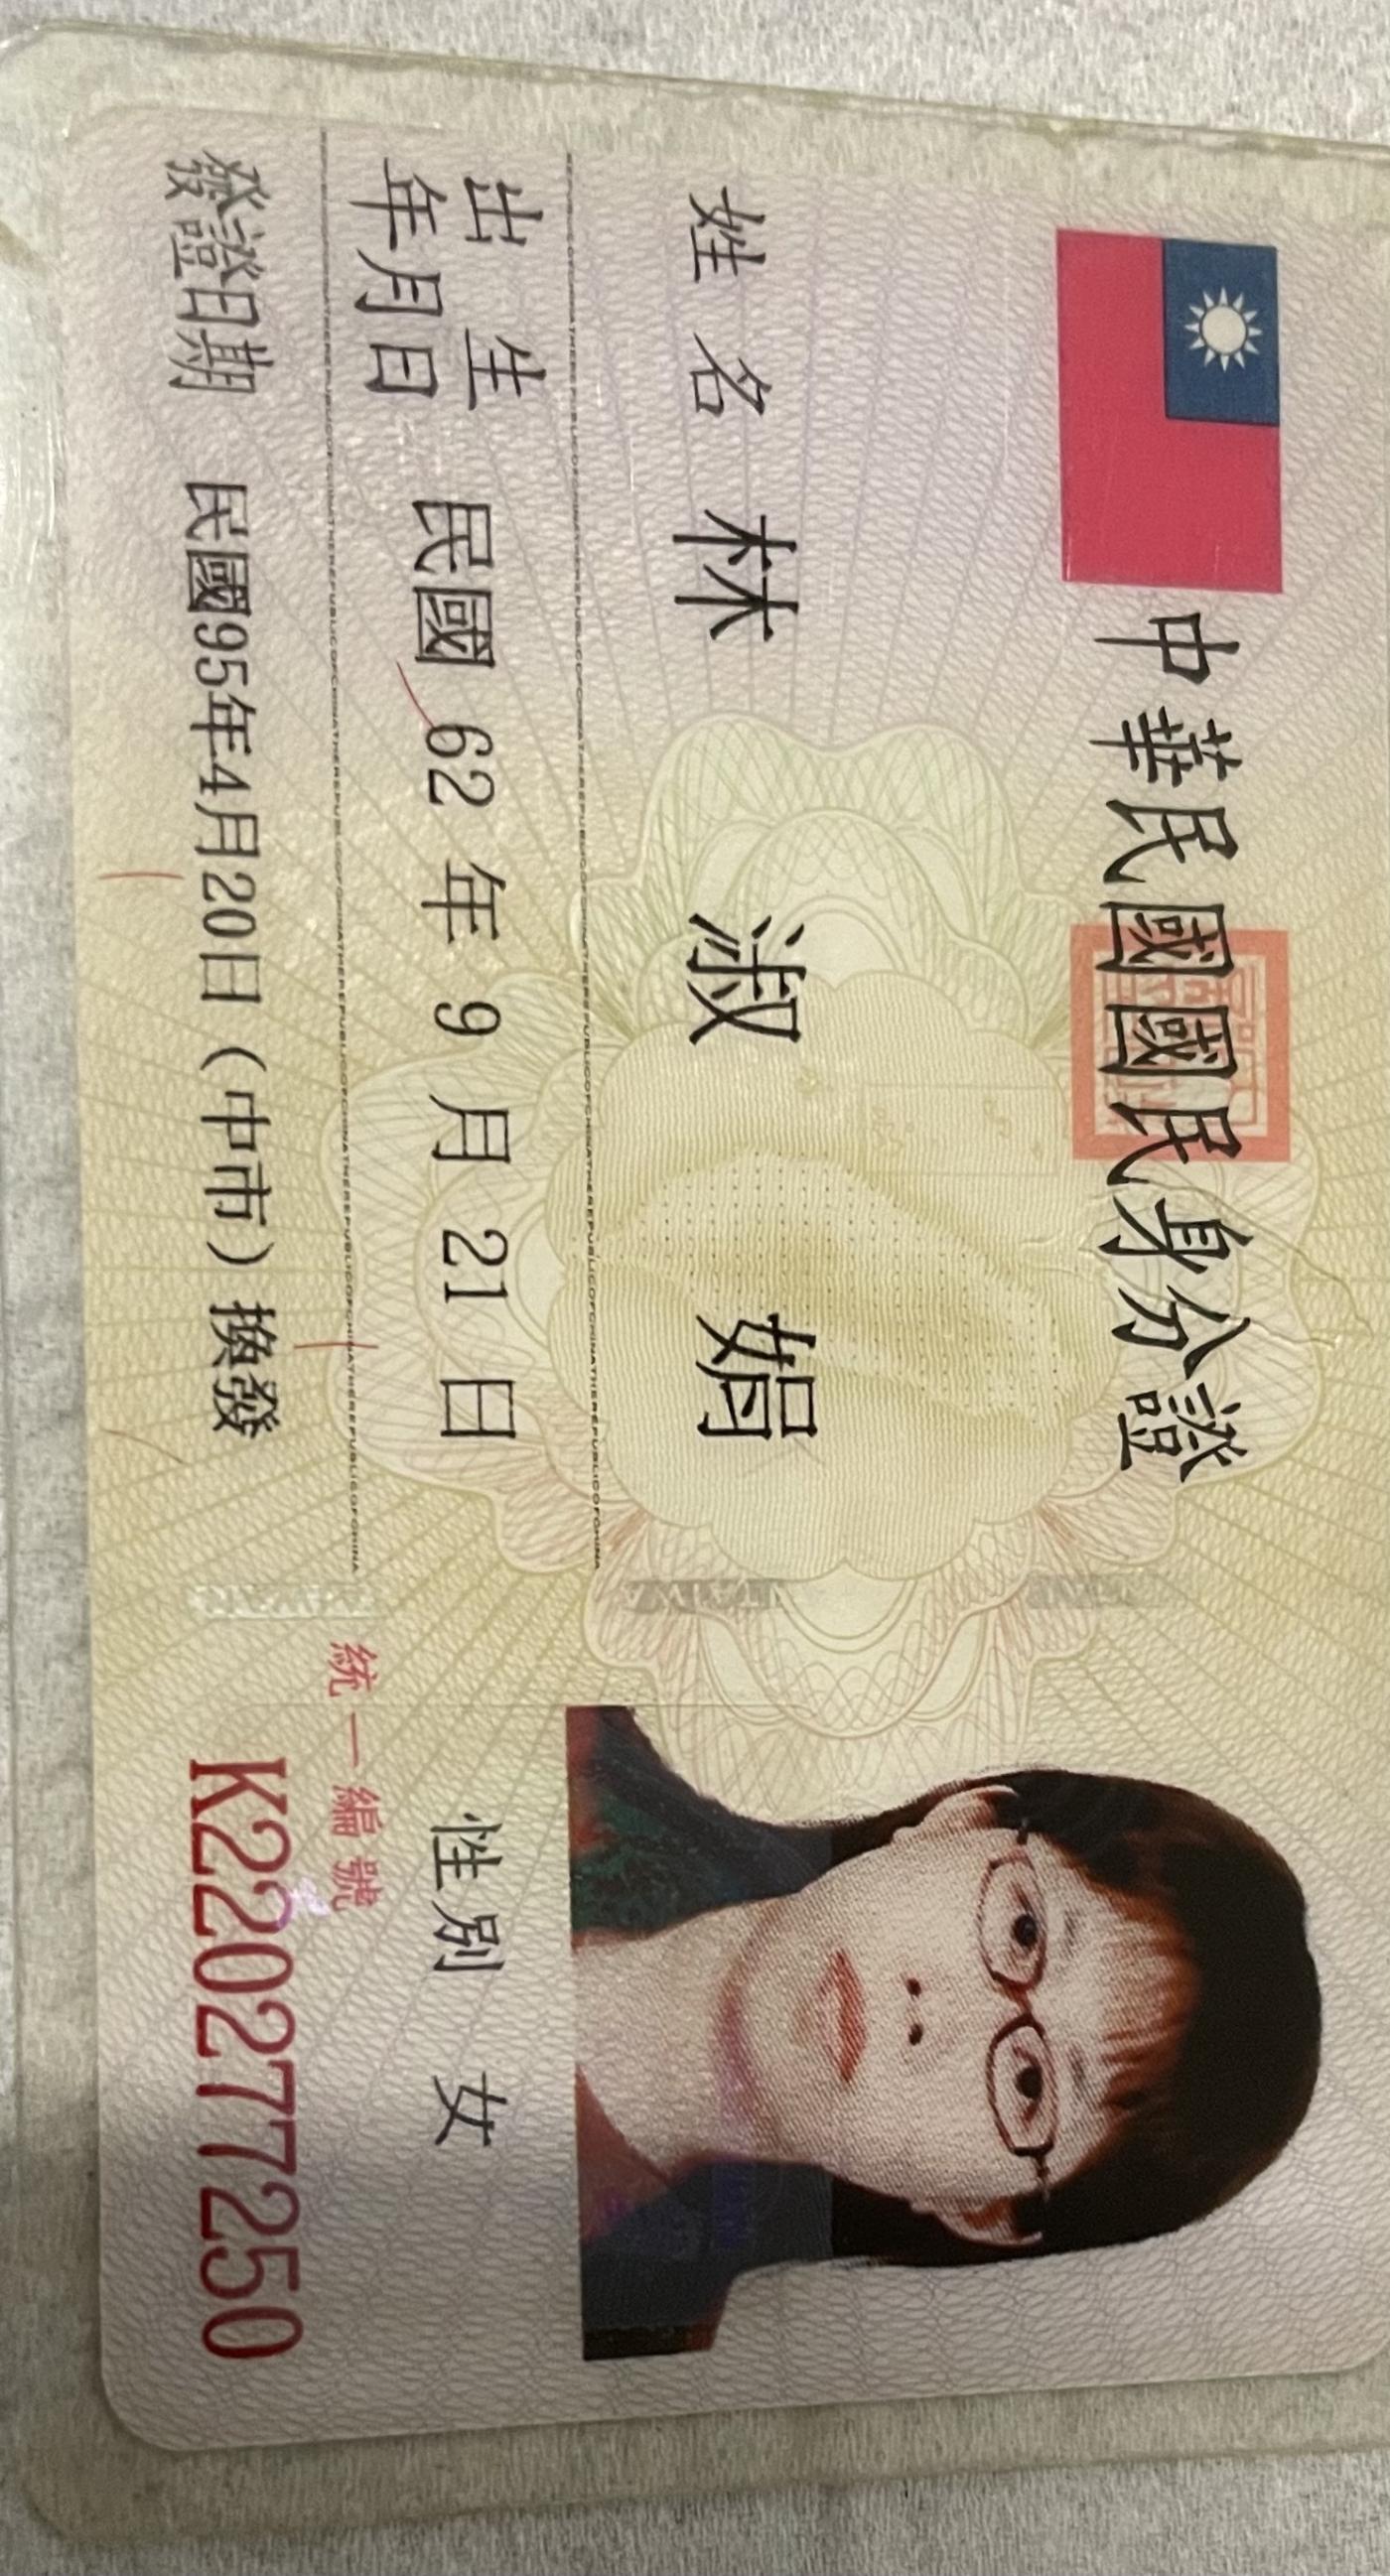 中華民國國民身分證
姓名 林淑娟
出生年月日 民國 62 年 9 月 21 日
性別 女
發證日期 民國95年4月20日(中市)換發
統一編號
K220277250